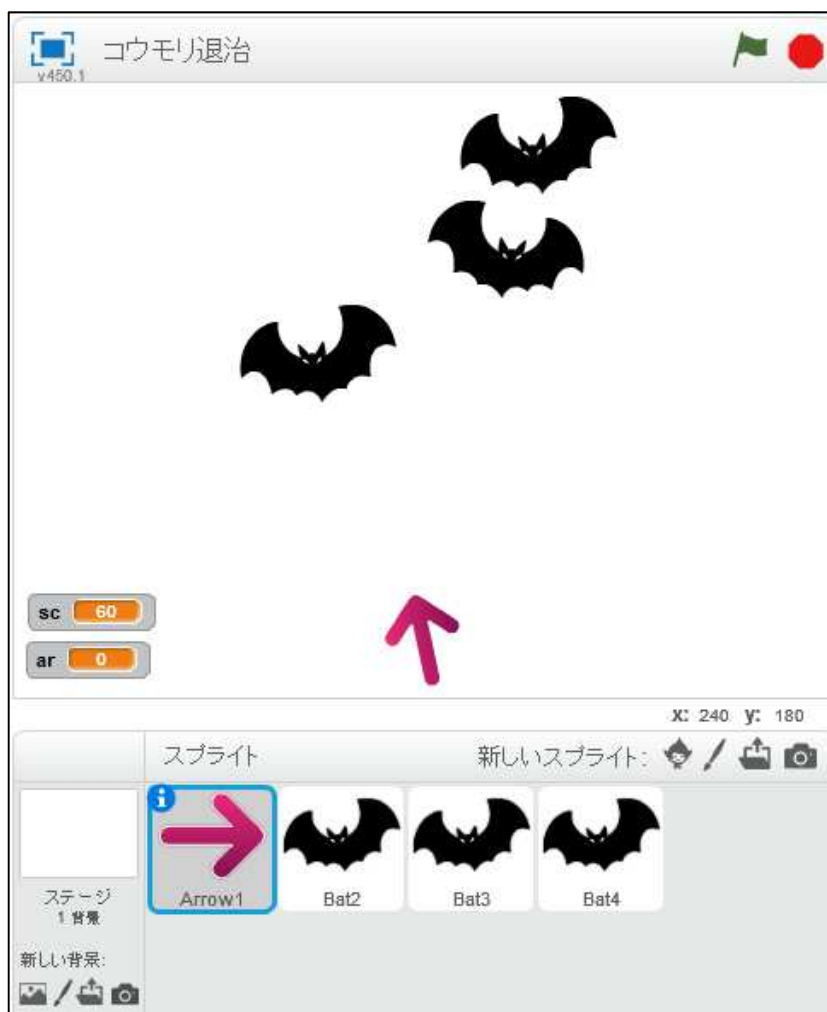 コウモリ退治
v450.1
sc 60
ar 0
x: 240 y: 180
スプライト 新しいスプライト:
Arrow1 Bat2 Bat3 Bat4
ステージ
1 背景
新しい背景: